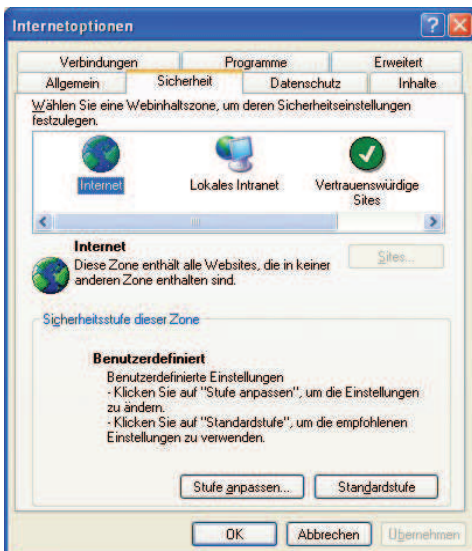 Internetoptionen
Verbindungen Programme Erweitert
Allgemein Sicherheit Datenschutz Inhalte
Wählen Sie eine Webinhaltszone, um deren Sicherheitseinstellungen
festzulegen.
Internet Lokales Intranet Vertrauenswürdige
Sites
Internet
Diese Zone enthält alle Websites, die in keiner
anderen Zone enthalten sind.
Sites...
Sicherheitsstufe dieser Zone
Benutzerdefiniert
Benutzerdefinierte Einstellungen
- Klicken Sie auf "Stufe anpassen", um die Einstellungen
zu ändern.
- Klicken Sie auf "Standardstufe", um die empfohlenen
Einstellungen zu verwenden.
Stufe anpassen... Standardstufe
OK Abbrechen Übernehmen